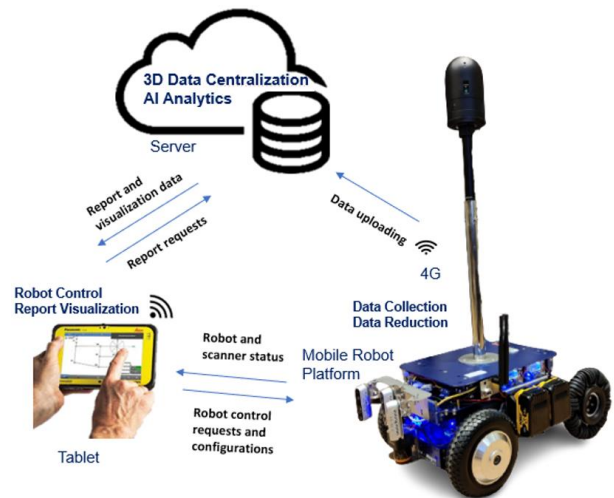 3D Data Centralization
AI Analytics
Server
Report and
visualization data
Report requests
Data uploading
4G
Robot Control
Report Visualization
Data Collection
Data Reduction
Robot and
scanner status
Mobile Robot
Platform
Robot control
requests and
configurations
Tablet